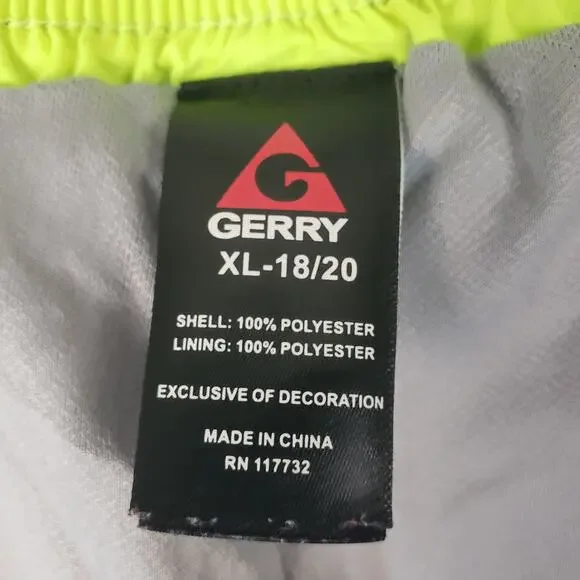 GERRY
XL-18/20
SHELL: 100% POLYESTER
LINING: 100% POLYESTER
EXCLUSIVE OF DECORATION
MADE IN CHINA
RN 117732